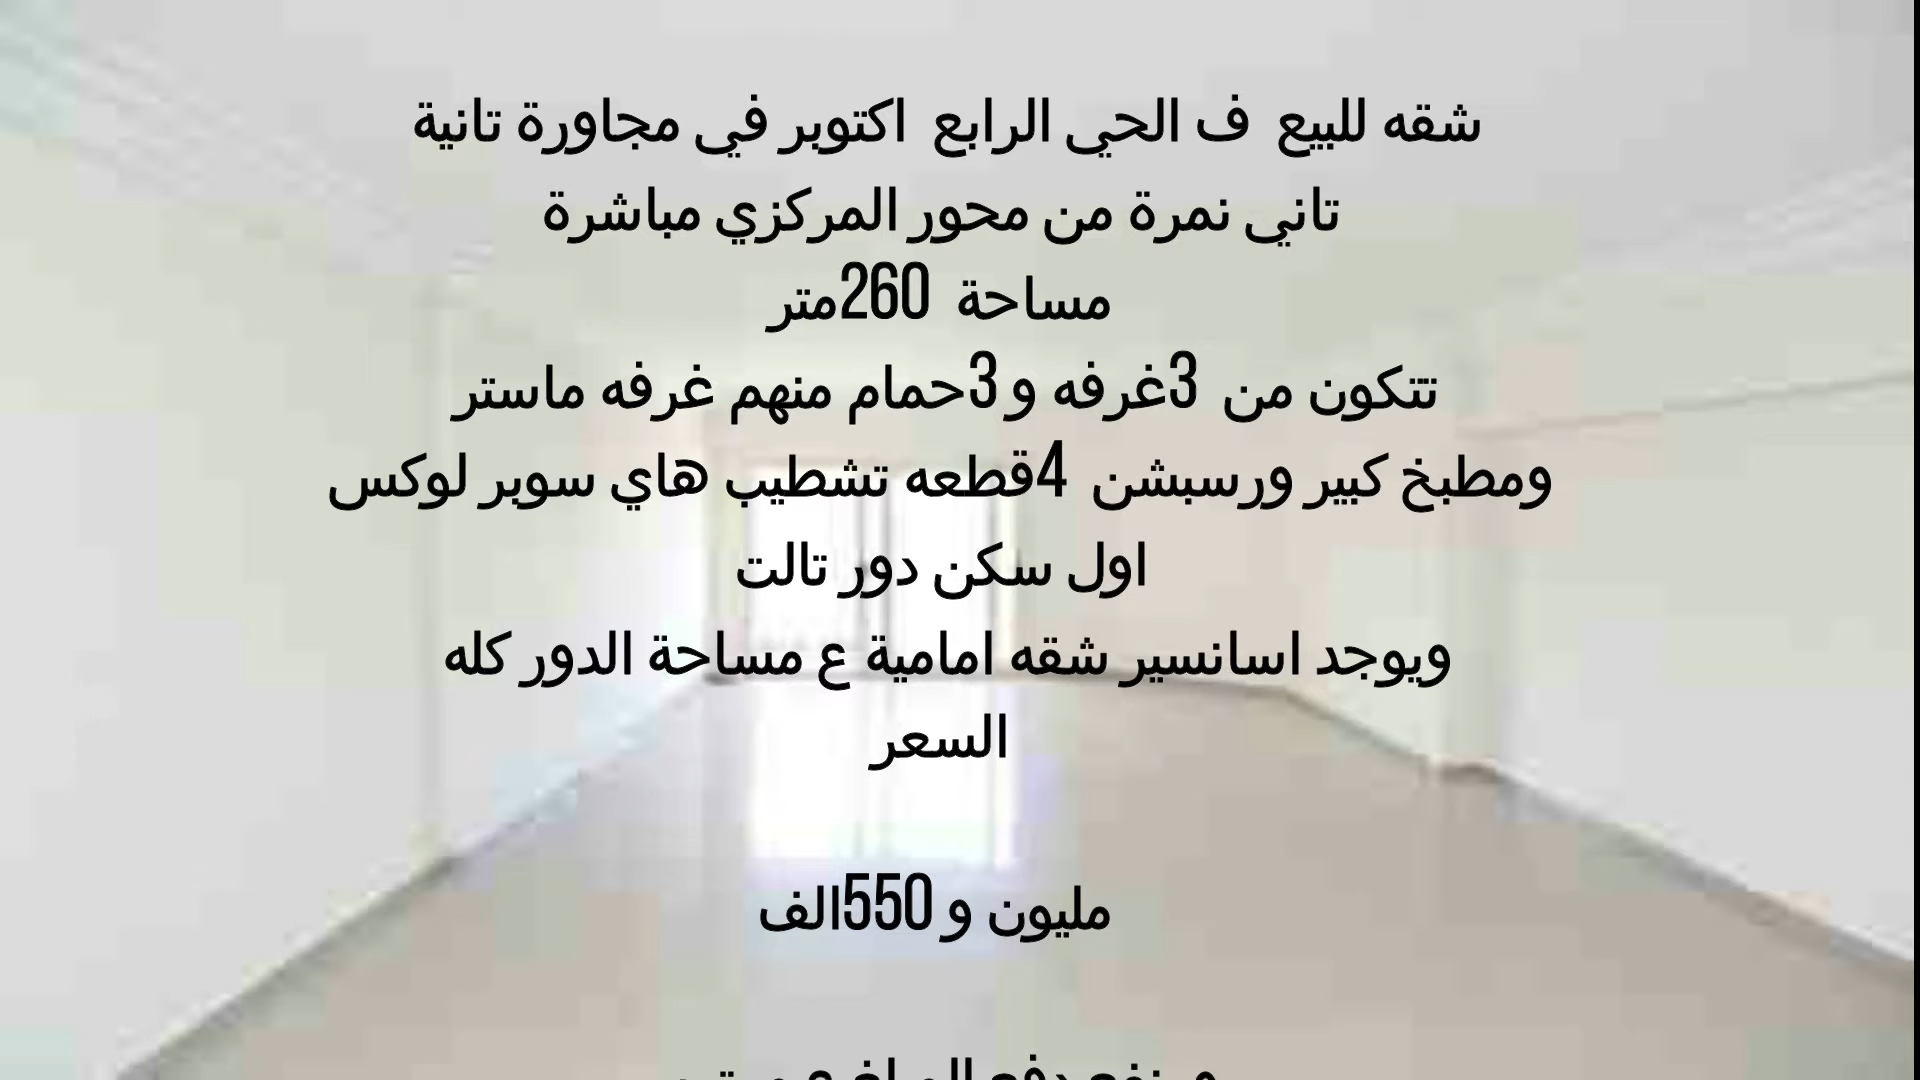 شقه للبيع ف الحي الرابع اكتوبر في مجاورة تانية
تاني نمرة من محور المركزي مباشرة
مساحة 260متر
تتكون من 3غرفه و3حمام منهم غرفه ماستر
ومطبخ كبير ورسبشن 4قطعه تشطيب هاي سوبر لوكس
اول سكن دور تالت
ويوجد اسانسير شقه امامية ع مساحة الدور كله
السعر
مليون و550الف